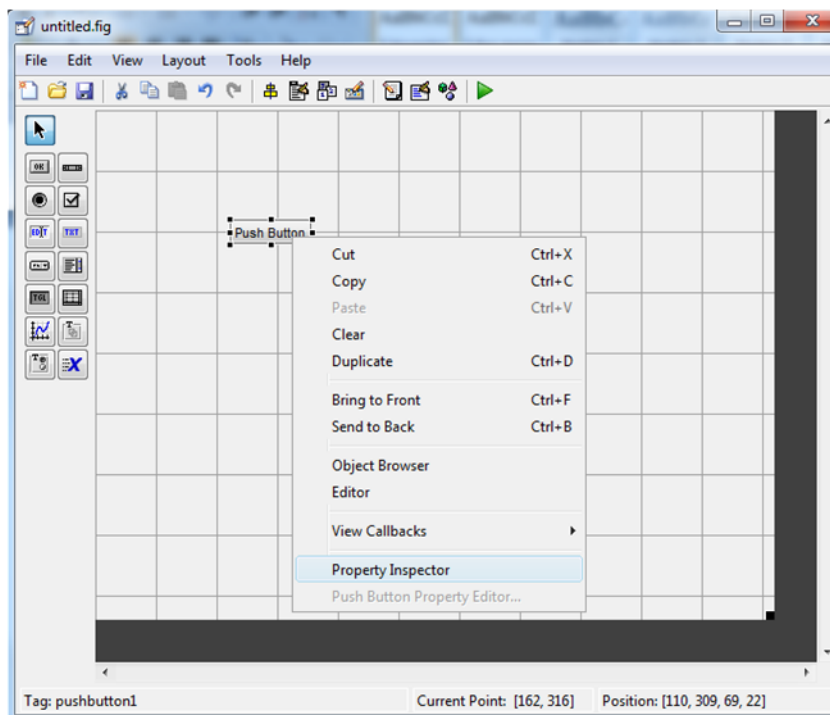 untitled.fig
File Edit View Layout Tools Help
OK
EDIT TXT
TGL
Push Button
Cut Ctrl+X
Copy Ctrl+C
Paste Ctrl+V
Clear
Duplicate Ctrl+D
Bring to Front Ctrl+F
Send to Back Ctrl+B
Object Browser
Editor
View Callbacks
Property Inspector
Push Button Property Editor...
Tag: pushbutton1 Current Point: [162, 316] Position: [110, 309, 69, 22]